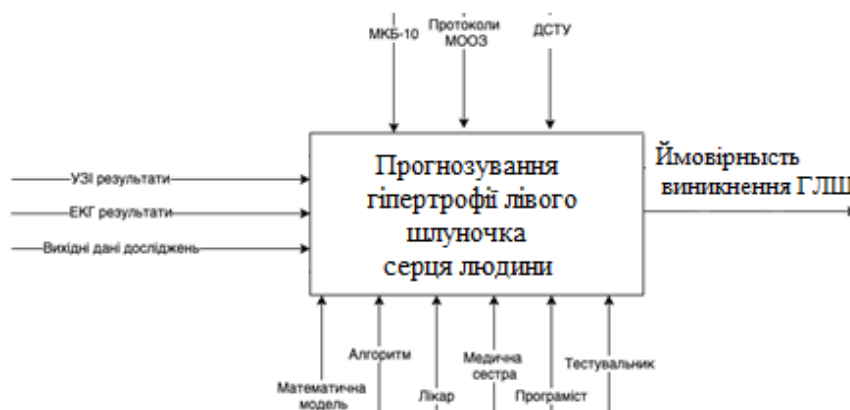 МКБ-10
Протоколи
МООЗ
ДСТУ
УЗІ результати
ЕКГ результати
Вихідні дані досліджень
Прогнозування
гіпертрофії лівого
шлуночка
серця людини
Ймовірнысть
виникнення ГЛШ
Математична
модель
Алгоритм
Лікар
Медична
сестра
Програміст
Тестувальник